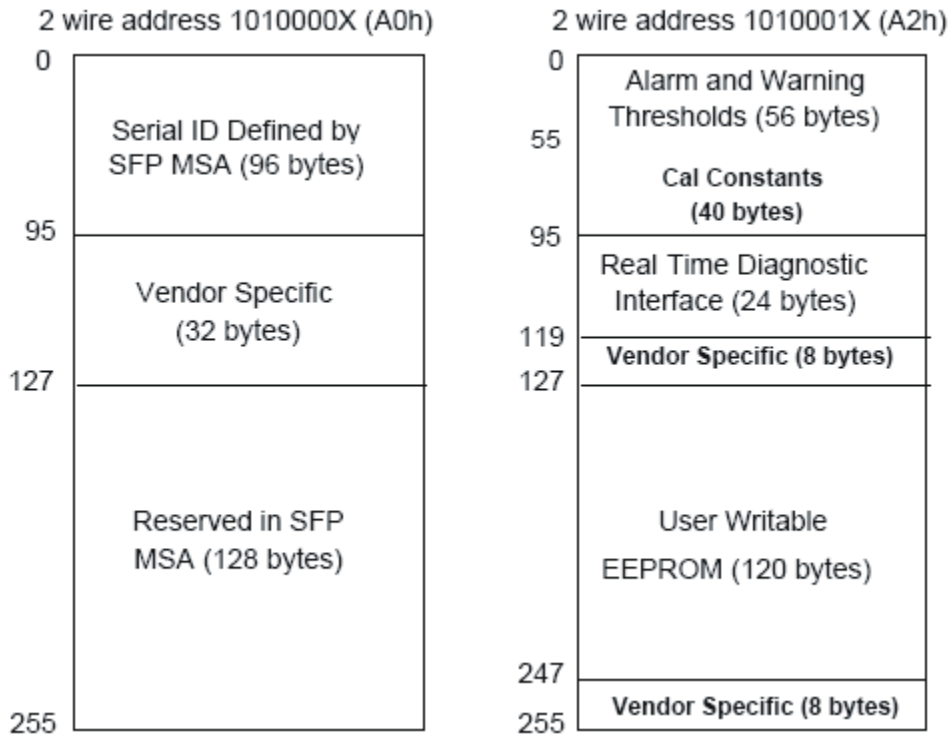 2 wire address 1010000X (A0h)
0
Serial ID Defined by
SFP MSA (96 bytes)
95
Vendor Specific
(32 bytes)
127
Reserved in SFP
MSA (128 bytes)
255
2 wire address 1010001X (A2h)
0
Alarm and Warning
Thresholds (56 bytes)
55
Cal Constants
(40 bytes)
95
Real Time Diagnostic
Interface (24 bytes)
119
Vendor Specific (8 bytes)
127
User Writable
EEPROM (120 bytes)
247
Vendor Specific (8 bytes)
255